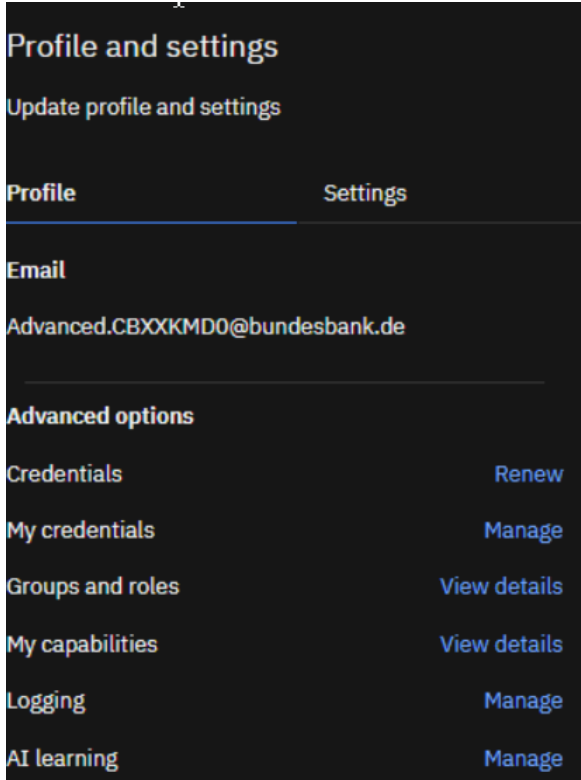 Profile and settings
Update profile and settings
Profile Settings
Email
Advanced.CBXXKMD0@bundesbank.de
Advanced options
Credentials Renew
My credentials Manage
Groups and roles View details
My capabilities View details
Logging Manage
AI learning Manage